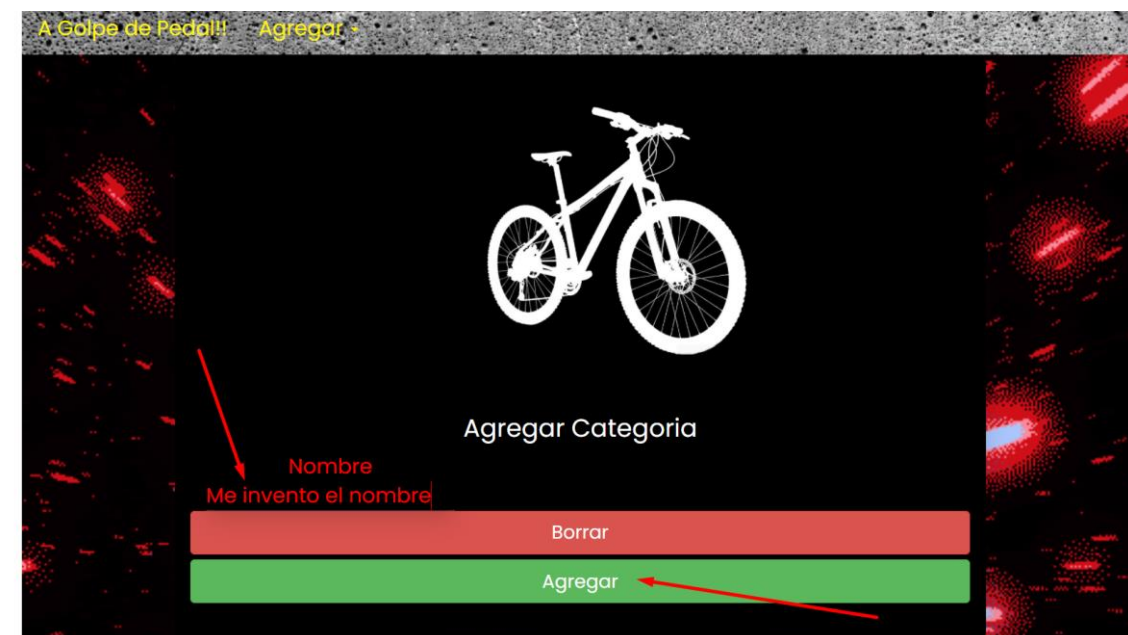 A Golpe de Pedal!! Agregar
Agregar Categoria
Nombre
Me invento el nombre
Borrar
Agregar